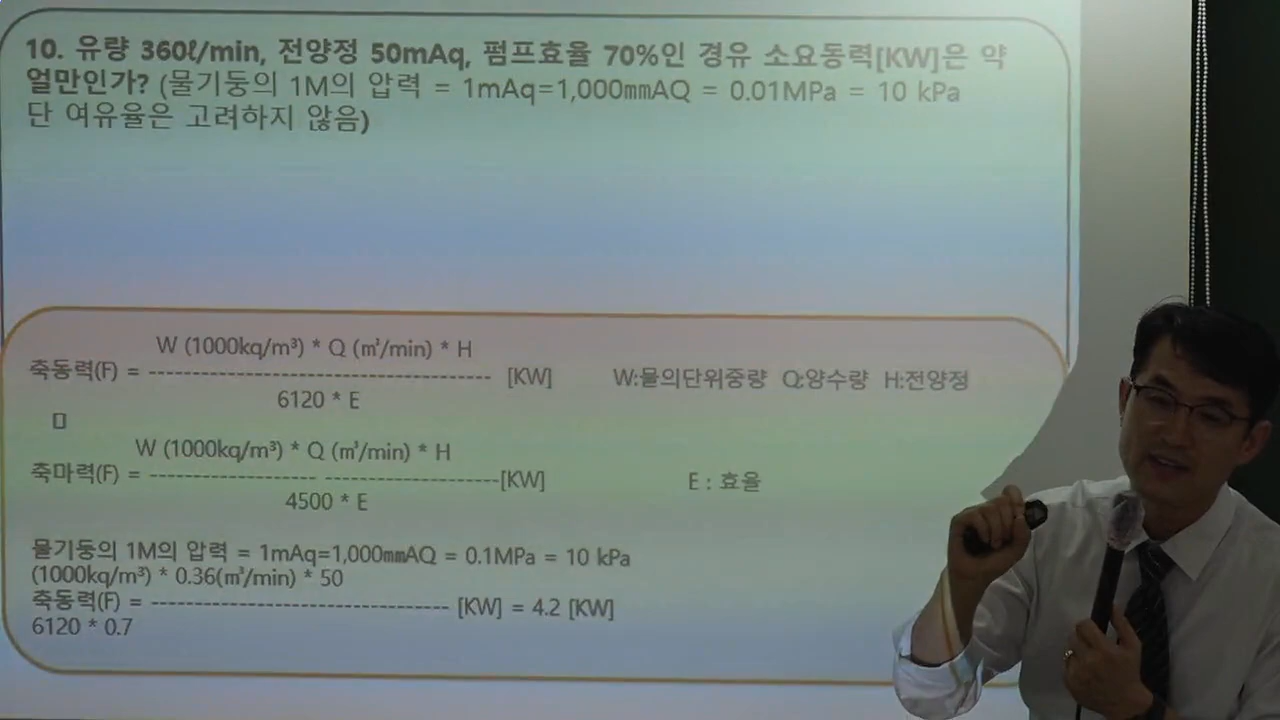 10. 유량 360ℓ/min, 전양정 50mAq, 펌프효율 70%인 경유 소요동력[KW]은 약
얼만인가? (물기둥의 1M의 압력 = 1mAq=1,000㎜AQ = 0.01MPa = 10 kPa
단 여유율은 고려하지 않음)
W (1000kq/m³) * Q (㎥/min) * H
축동력(F) = ------------------------------------ [KW] W:물의단위중량 Q:양수량 H:전양정
6120 * E
W (1000kq/m³) * Q (㎥/min) * H
축마력(F) = ------------------ -------------------[KW] E : 효율
4500 * E
물기둥의 1M의 압력 = 1mAq=1,000㎜AQ = 0.1MPa = 10 kPa
(1000kq/m³) * 0.36(㎥/min) * 50
축동력(F) = -------------------------------- [KW] = 4.2 [KW]
6120 * 0.7